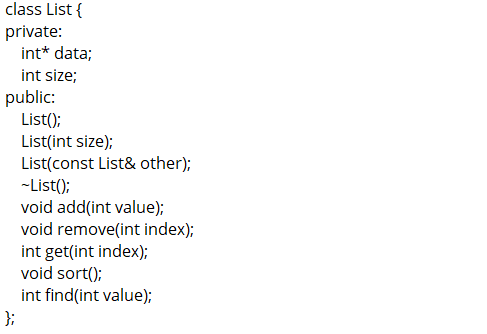 class List {
private:
int* data;
int size;
public:
List();
List(int size);
List(const List& other);
~List();
void add(int value);
void remove(int index);
int get(int index);
void sort();
int find(int value);
};